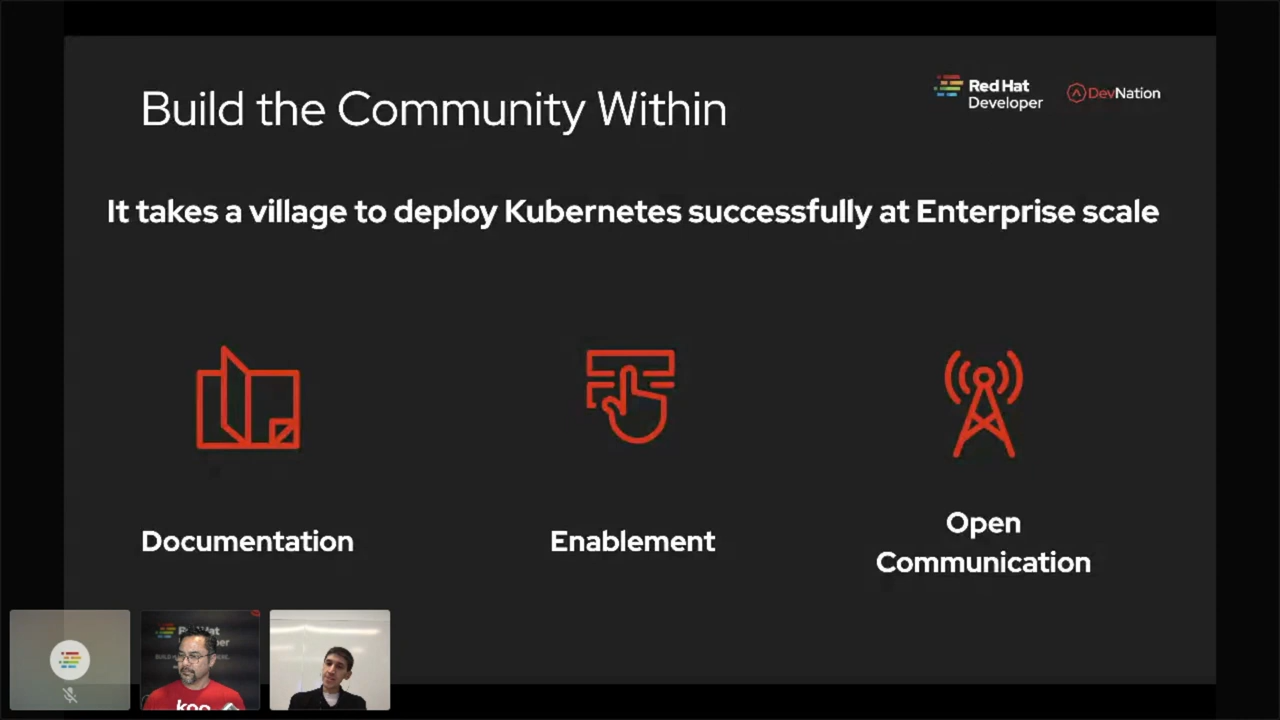 Build the Community Within
Red Hat
Developer
DevNation
It takes a village to deploy Kubernetes successfully at Enterprise scale
Documentation
Enablement
Open
Communication